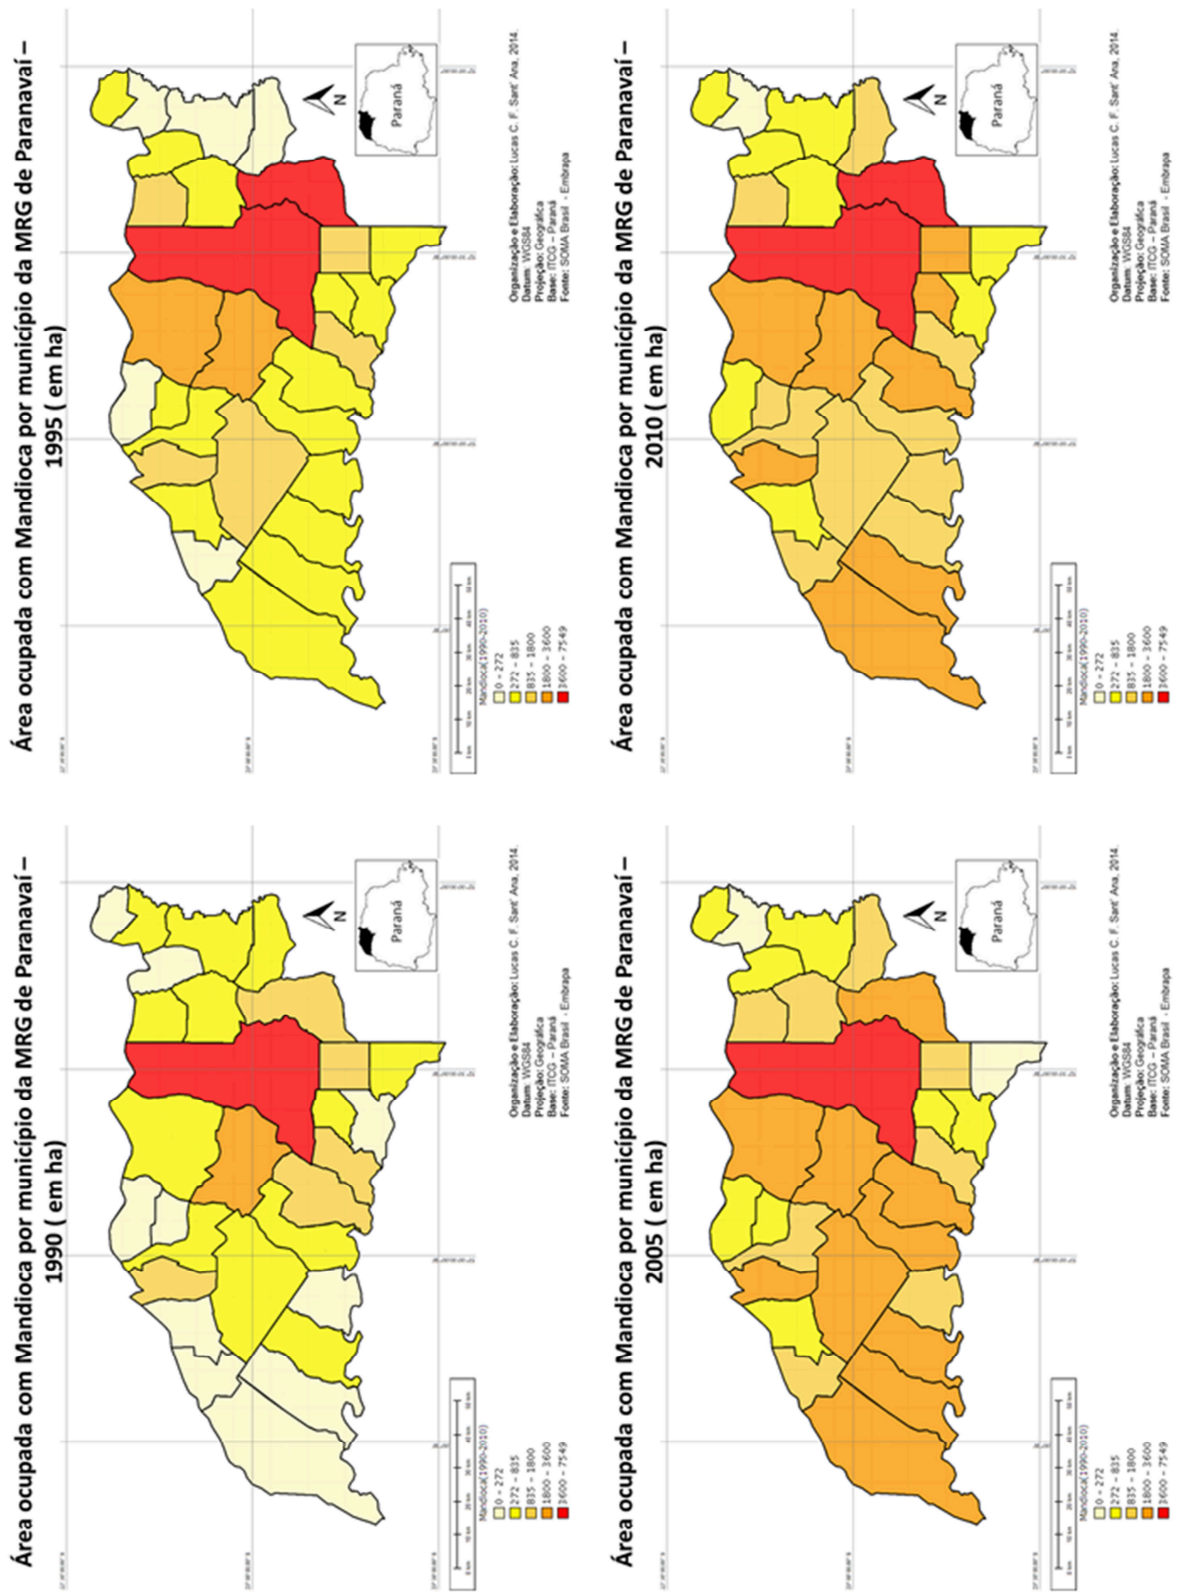 Área ocupada com Mandioca por município da MRG de Paranavaí –
1990 ( em ha)
Paraná
N
Mandioca(1990-2010)
0 - 272
272 - 835
835 - 1800
1800 - 3600
3600 - 7549
Organização e Elaboração: Lucas C. F. Sant' Ana, 2014.
Datum: WGS84
Projeção: Geográfica
Base: ITCG – Paraná
Fonte: SOMA Brasil - Embrapa
Área ocupada com Mandioca por município da MRG de Paranavaí –
1995 ( em ha)
Paraná
N
Mandioca(1990-2010)
0 - 272
272 - 835
835 - 1800
1800 - 3600
3600 - 7549
Organização e Elaboração: Lucas C. F. Sant' Ana, 2014.
Datum: WGS84
Projeção: Geográfica
Base: ITCG – Paraná
Fonte: SOMA Brasil - Embrapa
Área ocupada com Mandioca por município da MRG de Paranavaí –
2005 ( em ha)
Paraná
N
Mandioca(1990-2010)
0 - 272
272 - 835
835 - 1800
1800 - 3600
3600 - 7549
Organização e Elaboração: Lucas C. F. Sant' Ana, 2014.
Datum: WGS84
Projeção: Geográfica
Base: ITCG – Paraná
Fonte: SOMA Brasil - Embrapa
Área ocupada com Mandioca por município da MRG de Paranavaí –
2010 ( em ha)
Paraná
N
Mandioca(1990-2010)
0 - 272
272 - 835
835 - 1800
1800 - 3600
3600 - 7549
Organização e Elaboração: Lucas C. F. Sant' Ana, 2014.
Datum: WGS84
Projeção: Geográfica
Base: ITCG – Paraná
Fonte: SOMA Brasil - Embrapa